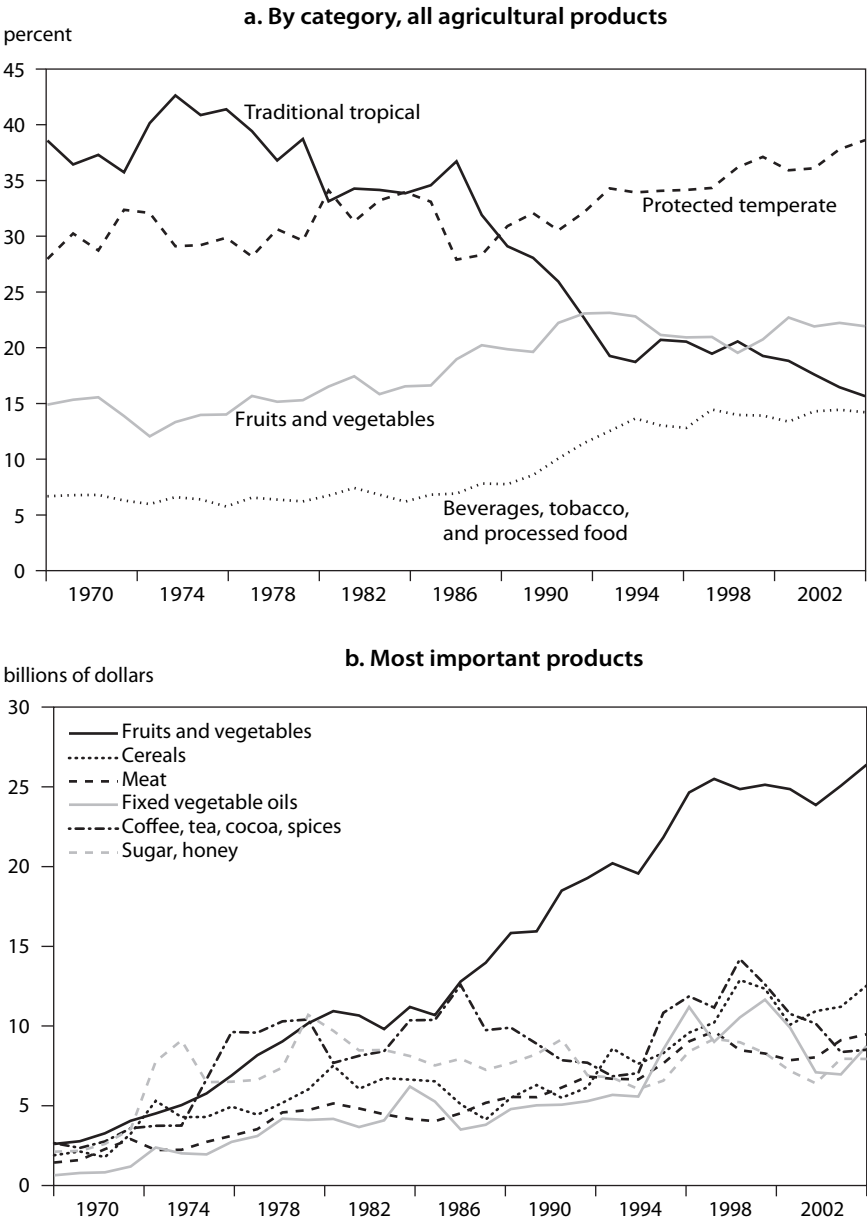 a. By category, all agricultural products
percent
45
40
35
30
25
20
15
10
5
0
Traditional tropical
Protected temperate
Fruits and vegetables
Beverages, tobacco,
and processed food
1970 1974 1978 1982 1986 1990 1994 1998 2002
b. Most important products
billions of dollars
30
25
20
15
10
5
0
Fruits and vegetables
Cereals
Meat
Fixed vegetable oils
Coffee, tea, cocoa, spices
Sugar, honey
1970 1974 1978 1982 1986 1990 1994 1998 2002